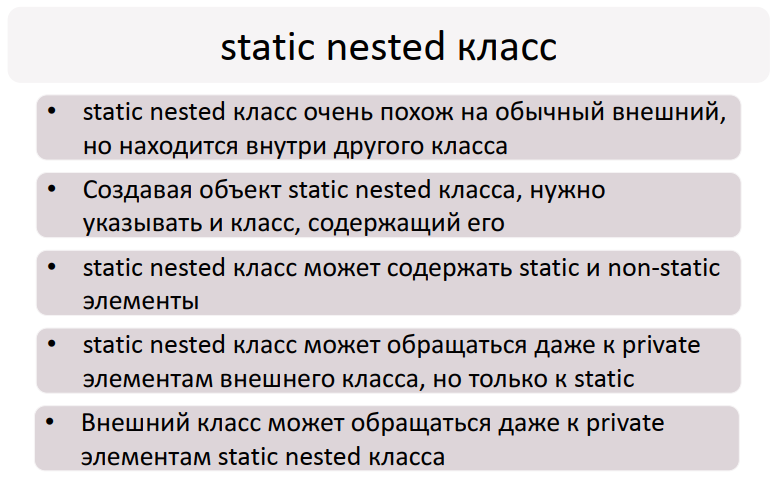 static nested класс
• static nested класс очень похож на обычный внешний,
но находится внутри другого класса
• Создавая объект static nested класса, нужно
указывать и класс, содержащий его
• static nested класс может содержать static и non-static
элементы
• static nested класс может обращаться даже к private
элементам внешнего класса, но только к static
• Внешний класс может обращаться даже к private
элементам static nested класса